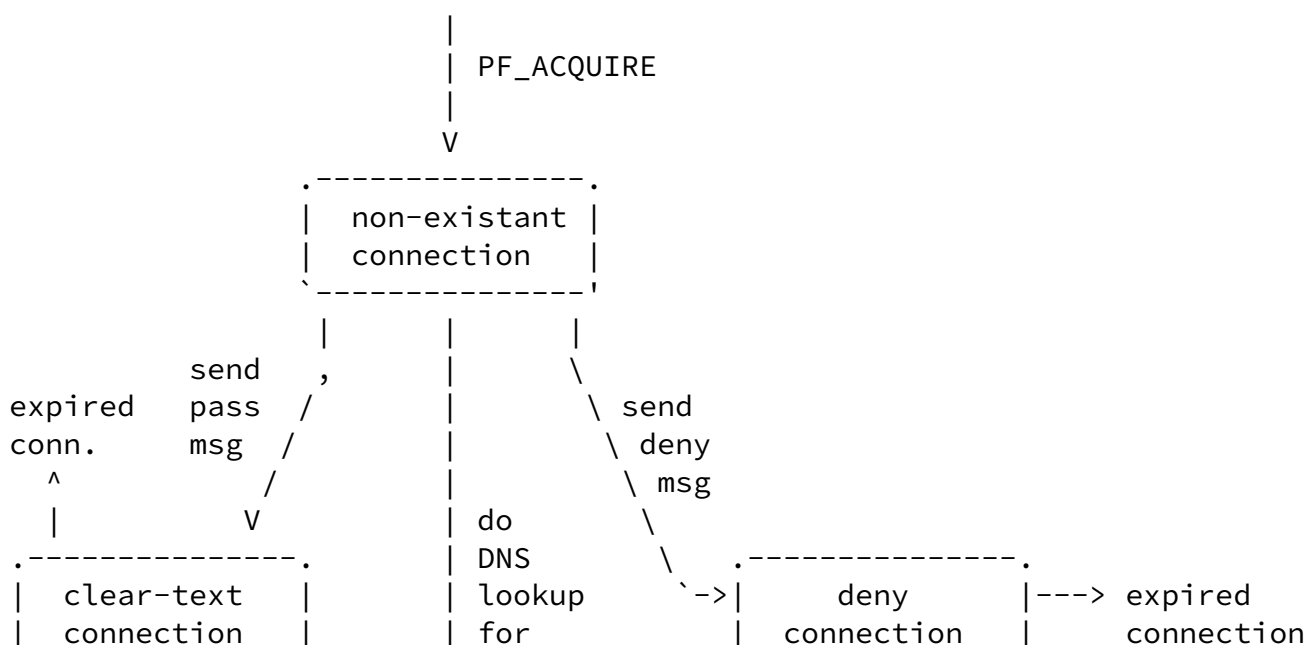 PF_ACQUIRE
V
non-existant
connection
send
expired pass send
conn. msg deny
msg
V do
DNS
clear-text lookup deny expired
connection for connection connection